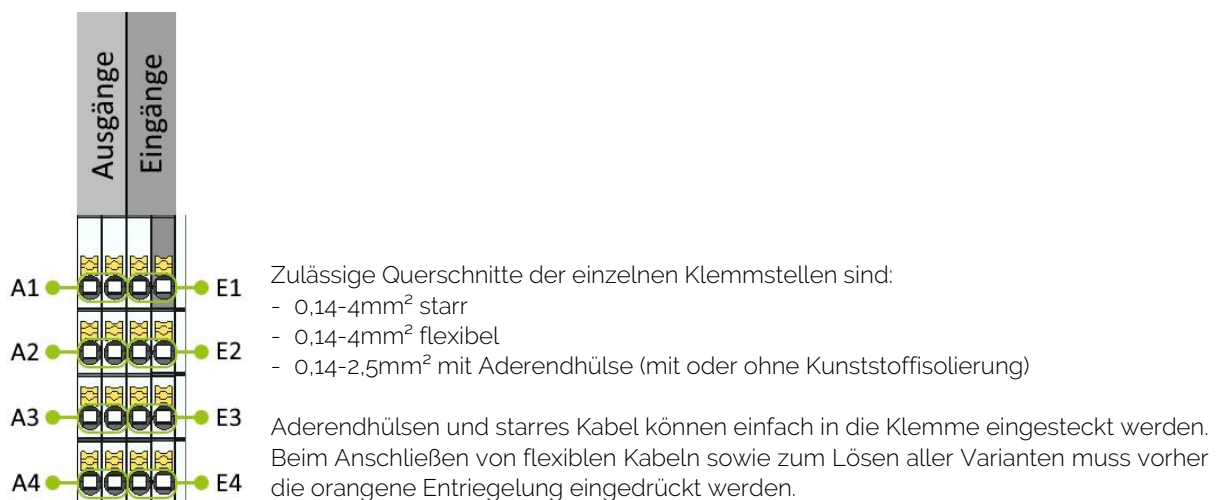 Ausgänge
Eingänge
A1
E1
Zulässige Querschnitte der einzelnen Klemmstellen sind:
- 0,14-4mm² starr
A2
E2
- 0,14-4mm² flexibel
- 0,14-2,5mm² mit Aderendhülse (mit oder ohne Kunststoffisolierung)
A3
E3
Aderendhülsen und starres Kabel können einfach in die Klemme eingesteckt werden.
Beim Anschließen von flexiblen Kabeln sowie zum Lösen aller Varianten muss vorher
A4
E4
die orangene Entriegelung eingedrückt werden.